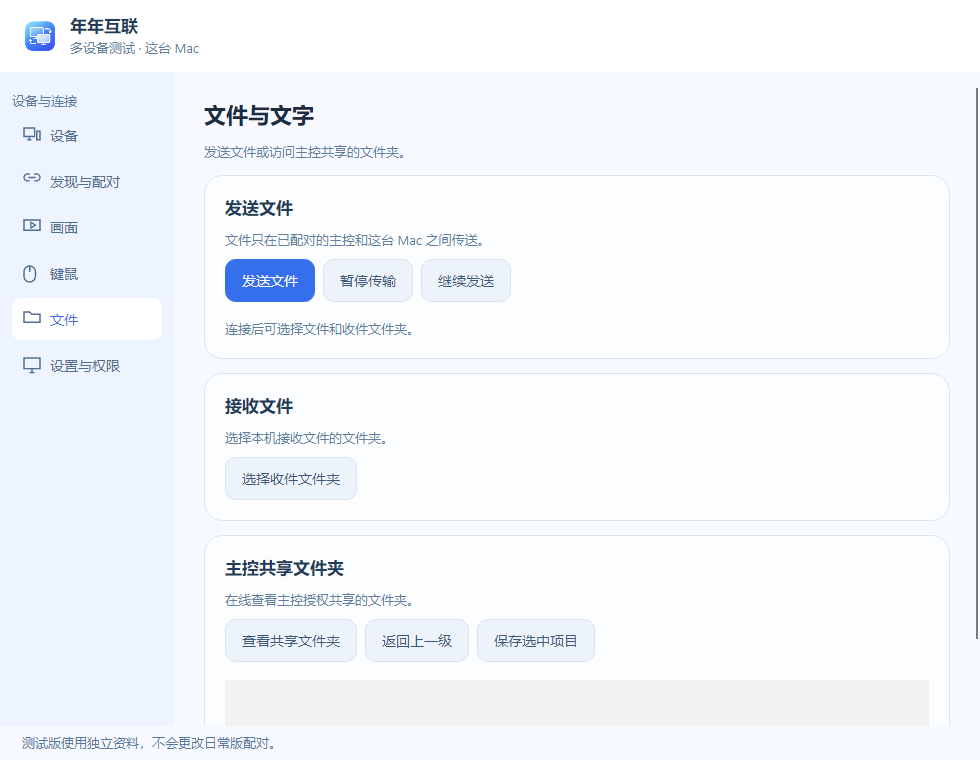 年年互联
多设备测试 · 这台 Mac
设备与连接
设备
发现与配对
画面
键鼠
文件
设置与权限
文件与文字
发送文件或访问主控共享的文件夹。
发送文件
文件只在已配对的主控和这台 Mac 之间传送。
发送文件 暂停传输 继续发送
连接后可选择文件和收件文件夹。
接收文件
选择本机接收文件的文件夹。
选择收件文件夹
主控共享文件夹
在线查看主控授权共享的文件夹。
查看共享文件夹 返回上一级 保存选中项目
测试版使用独立资料，不会更改日常版配对。